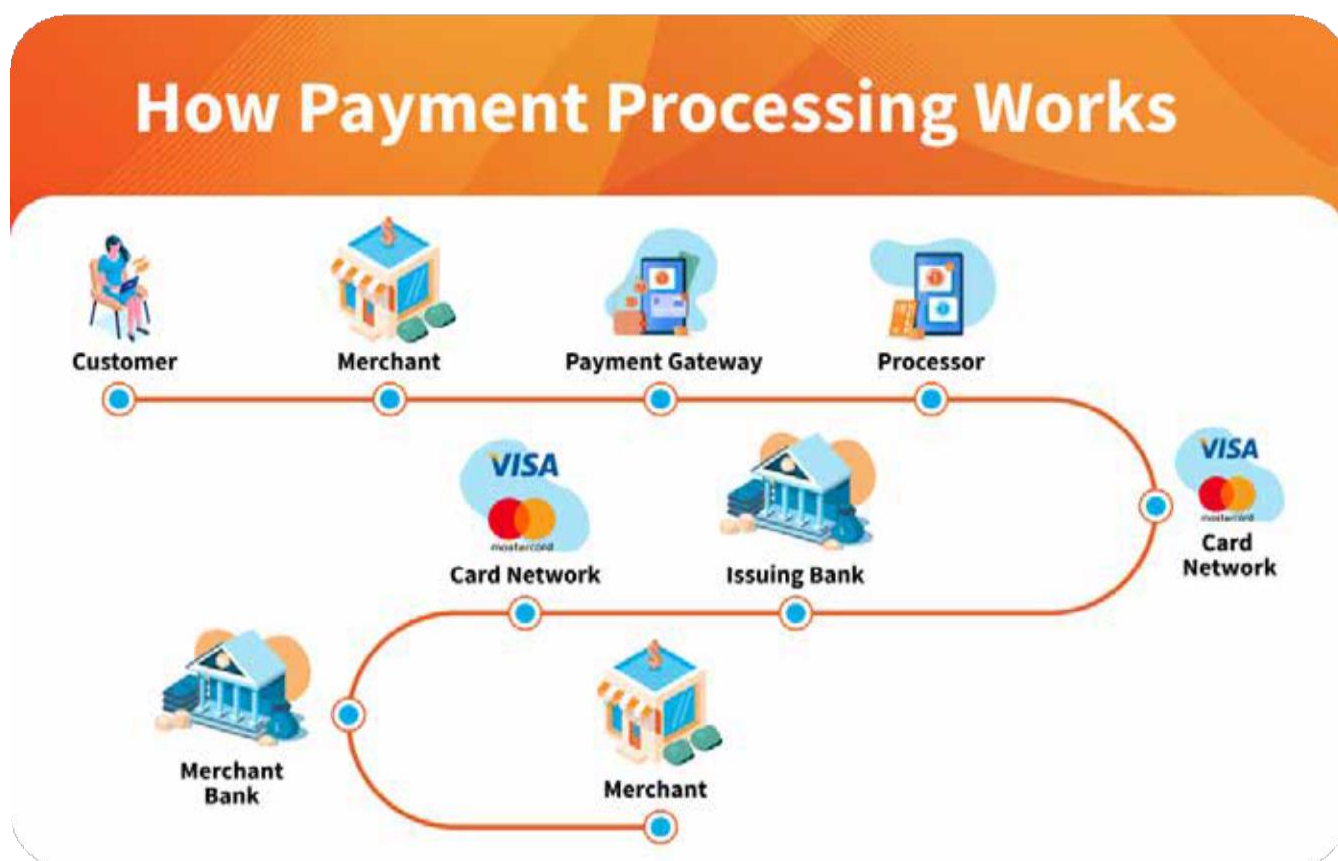 How Payment Processing Works
Customer
Merchant
Payment Gateway
Processor
VISA
mastercard
Card
Network
VISA
mastercard
Card Network
Issuing Bank
Merchant
Bank
Merchant